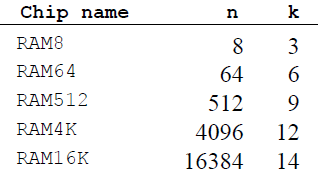 Chip name n k
RAM8 8 3
RAM64 64 6
RAM512 512 9
RAM4K 4096 12
RAM16K 16384 14